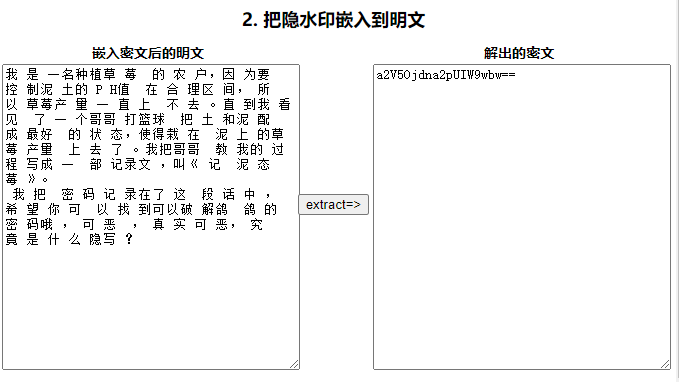 2. 把隐水印嵌入到明文
嵌入密文后的明文
我 是 一名种植草 莓  的 农 户，因 为要
控 制泥 土的 P H值  在 合 理区 间， 所
以 草莓产 量 一 直 上  不 去 。直 到我 看
见  了 一 个哥哥 打篮球  把 土 和泥 配
成 最好  的 状 态，使得栽 在  泥 上 的草
莓 产量  上 去 了 。我把哥哥  教 我的 过
程 写成 一  部 记录文 ，叫《 记  泥 态
莓 》。
我 把  密 码 记 录在了 这  段 话 中 ，
希 望 你 可  以 找 到可以破 解鸽  鸽 的
密 码哦 ， 可 恶  ，真 实 可 恶， 究
竟 是 什 么 隐写 ？
extract=>
解出的密文
a2V5Ojdna2pUIW9wbw==